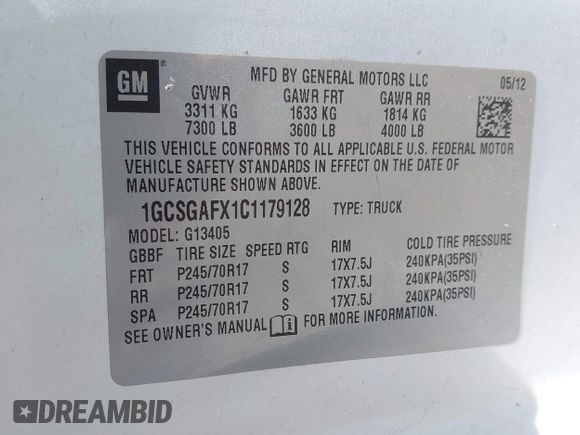 GM
MFD BY GENERAL MOTORS LLC 05/12
GVWR GAWR FRT GAWR RR
3311 KG 1633 KG 1814 KG
7300 LB 3600 LB 4000 LB
THIS VEHICLE CONFORMS TO ALL APPLICABLE U.S. FEDERAL MOTOR
VEHICLE SAFETY STANDARDS IN EFFECT ON THE DATE OF
MANUFACTURE SHOWN ABOVE.
1GCSGAFX1C1179128 TYPE: TRUCK
MODEL: G13405
GBBF TIRE SIZE SPEED RTG RIM COLD TIRE PRESSURE
FRT P245/70R17 S 17X7.5J 240KPA(35PSI)
RR P245/70R17 S 17X7.5J 240KPA(35PSI)
SPA P245/70R17 S 17X7.5J 240KPA(35PSI)
SEE OWNER'S MANUAL FOR MORE INFORMATION.
DREAMBID